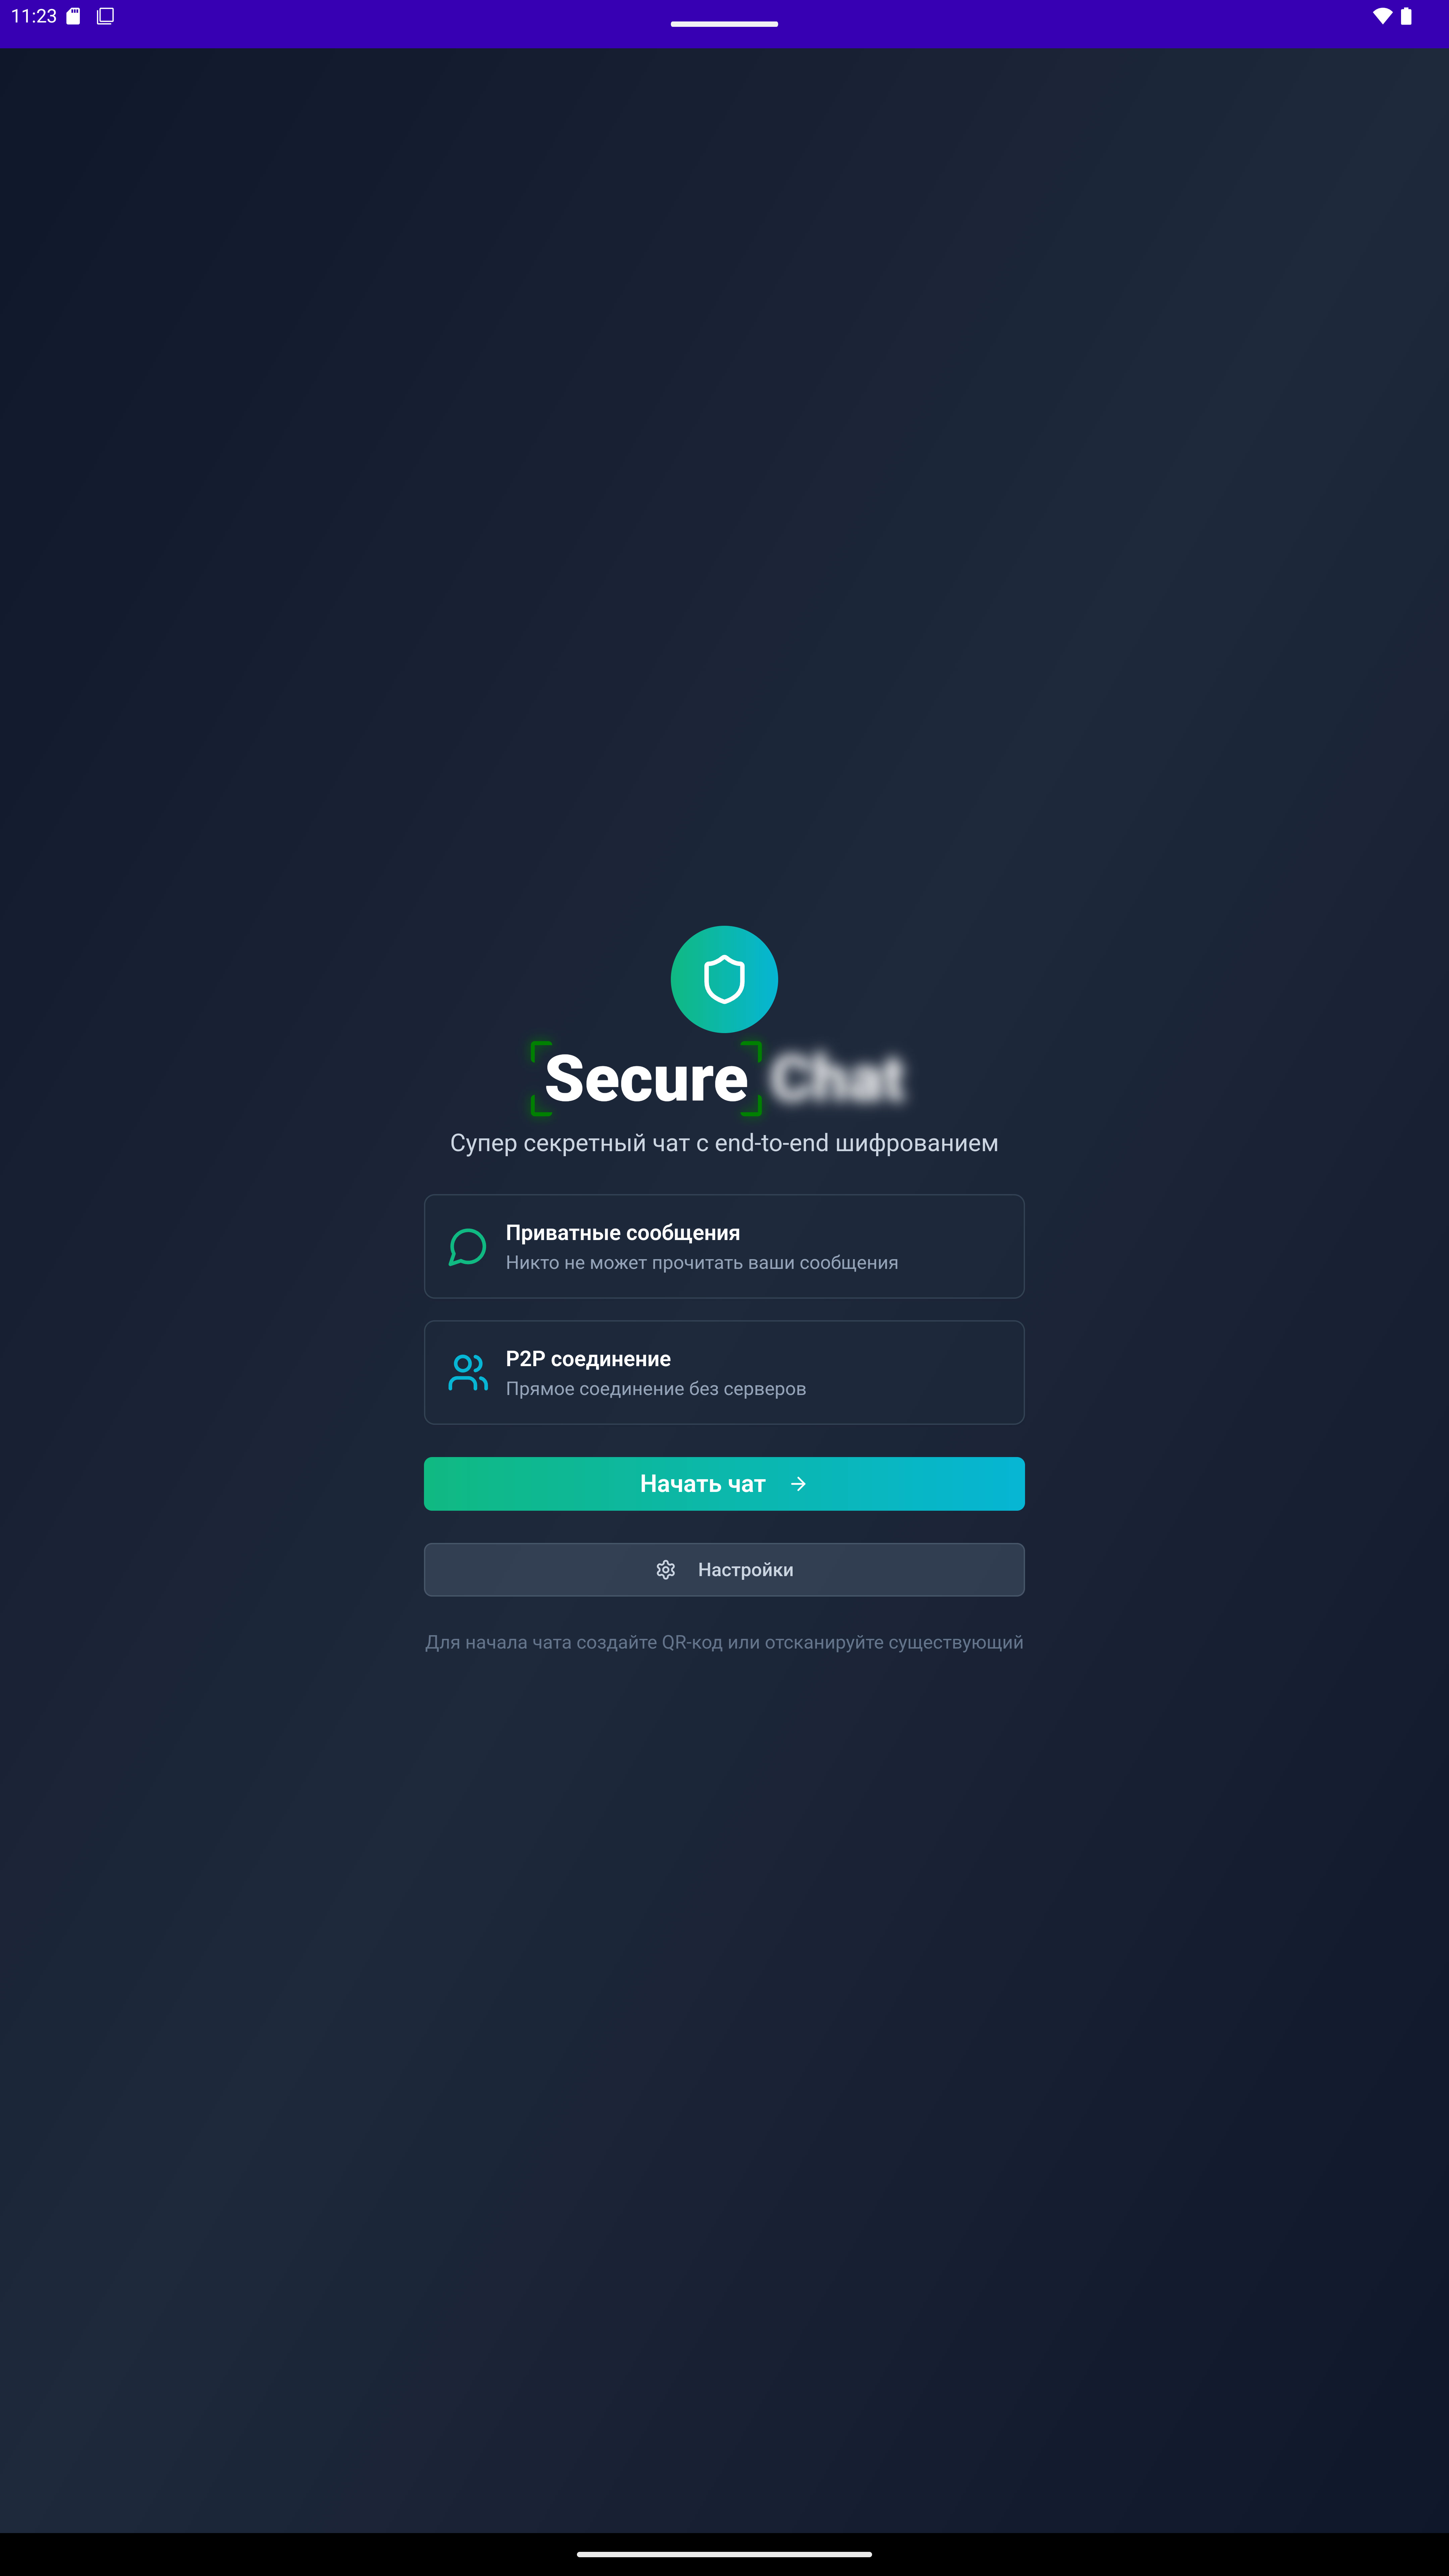 11:23
Secure Chat
Супер секретный чат с end-to-end шифрованием
Приватные сообщения
Никто не может прочитать ваши сообщения
P2P соединение
Прямое соединение без серверов
Начать чат
Настройки
Для начала чата создайте QR-код или отсканируйте существующий